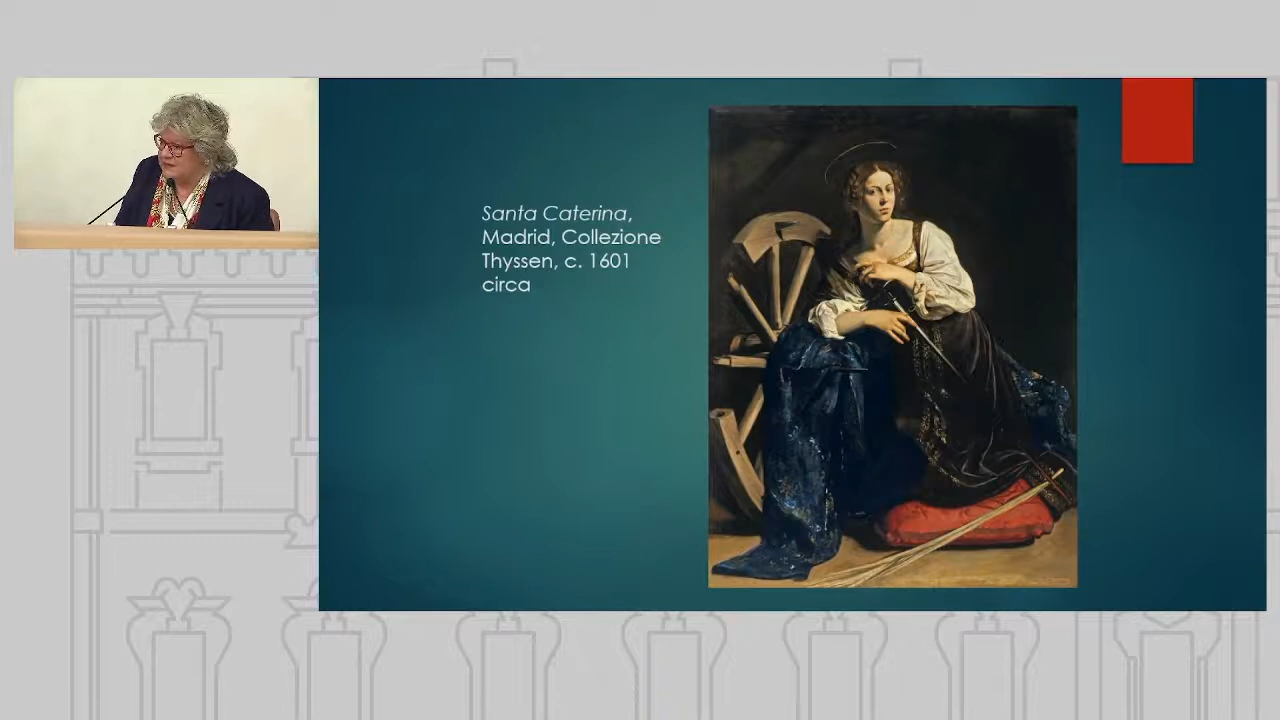 Santa Caterina,
Madrid, Collezione
Thyssen, c. 1601
circa